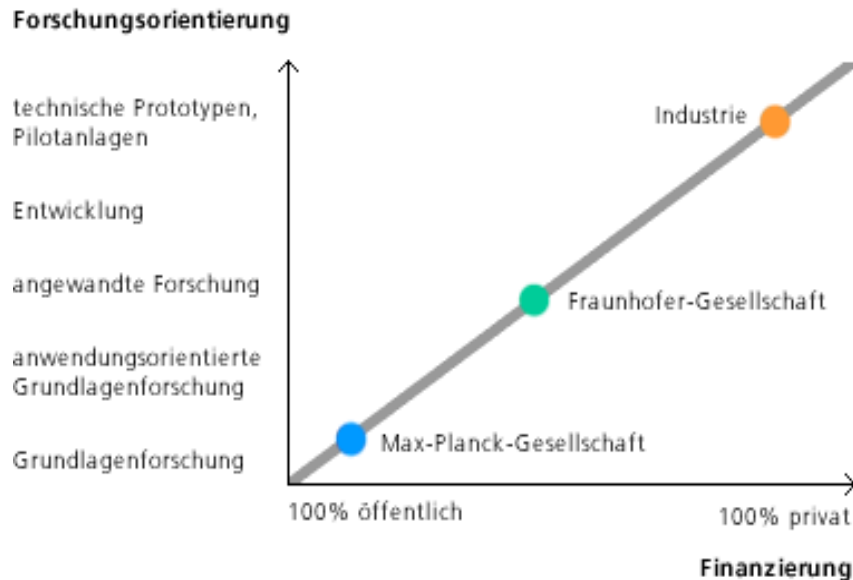 Forschungsorientierung
technische Prototypen,
Pilotanlagen
Industrie
Entwicklung
angewandte Forschung
Fraunhofer-Gesellschaft
anwendungsorientierte
Grundlagenforschung
Max-Planck-Gesellschaft
Grundlagenforschung
100% öffentlich
100% privat
Finanzierung